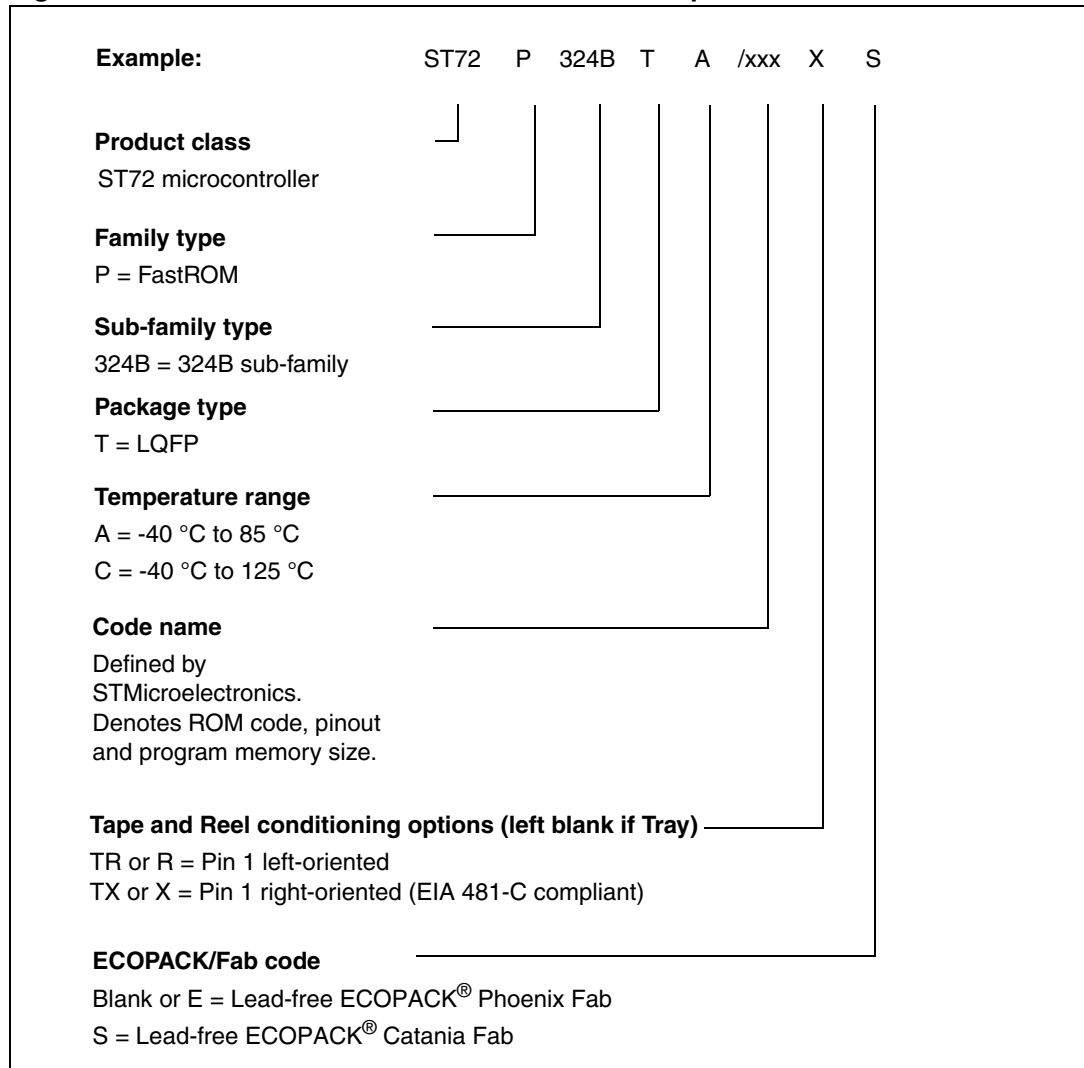 Example: ST72 P 324B T A /xxx X S
Product class
ST72 microcontroller
Family type
P = FastROM
Sub-family type
324B = 324B sub-family
Package type
T = LQFP
Temperature range
A = -40 °C to 85 °C
C = -40 °C to 125 °C
Code name
Defined by
STMicroelectronics.
Denotes ROM code, pinout
and program memory size.
Tape and Reel conditioning options (left blank if Tray)
TR or R = Pin 1 left-oriented
TX or X = Pin 1 right-oriented (EIA 481-C compliant)
ECOPACK/Fab code
Blank or E = Lead-free ECOPACK® Phoenix Fab
S = Lead-free ECOPACK® Catania Fab